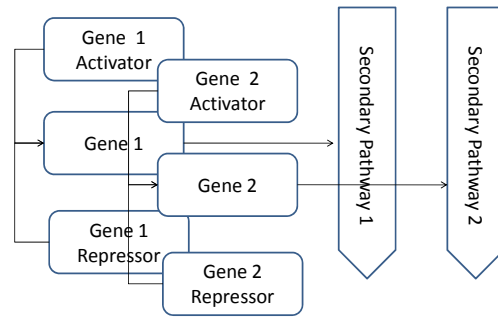 Gene 1
Activator
Gene 2
Activator
Gene 1
Gene 2
Gene 1
Repressor
Gene 2
Repressor
Secondary Pathway 1
Secondary Pathway 2